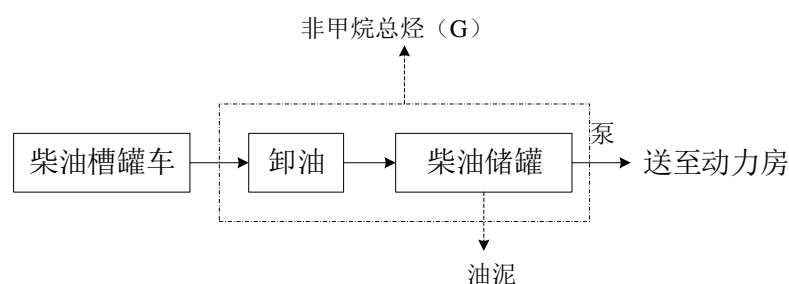 非甲烷总烃（G）
泵
柴油槽罐车
卸油
柴油储罐
送至动力房
油泥